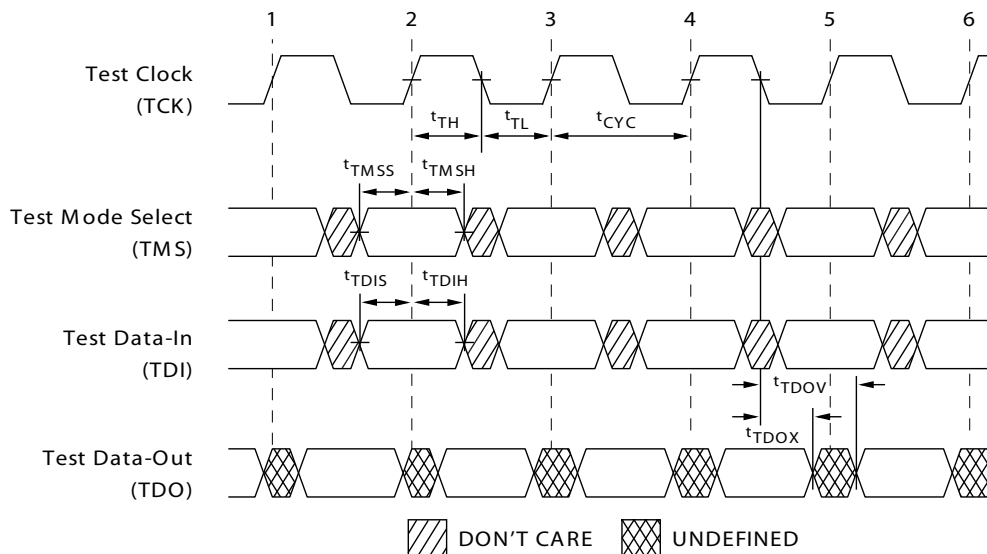 1 2 3 4 5 6
Test Clock
(TCK)
tTH tTL tCYC
tTMSS tTMSH
Test Mode Select
(TMS)
tTDIS tTDIH
Test Data-In
(TDI)
tTDOV
tTDOX
Test Data-Out
(TDO)
DON'T CARE UNDEFINED